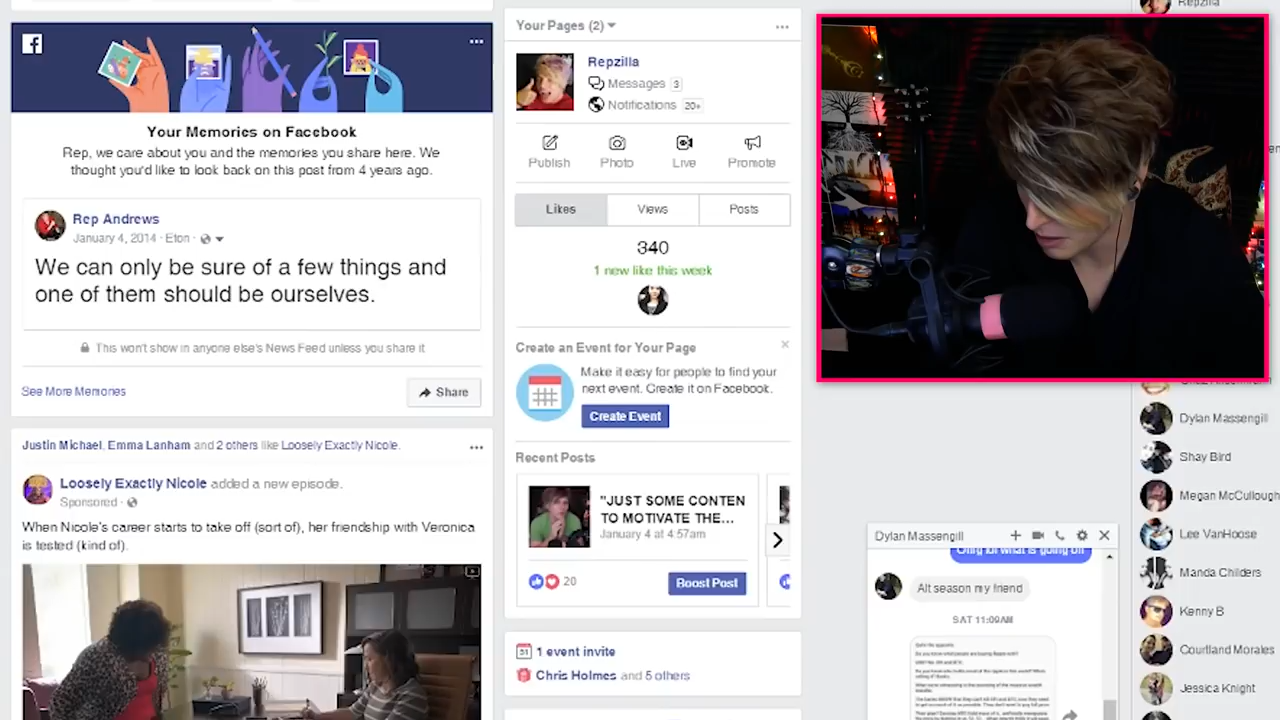 Your Memories on Facebook
Rep, we care about you and the memories you share here. We
thought you'd like to look back on this post from 4 years ago.
Rep Andrews
January 4, 2014 · Eton ·
We can only be sure of a few things and
one of them should be ourselves.
This won't show in anyone else's News Feed unless you share it
See More Memories
Share
Justin Michael, Emma Lanham and 2 others like Loosely Exactly Nicole.
Loosely Exactly Nicole added a new episode.
Sponsored ·
When Nicole's career starts to take off (sort of), her friendship with Veronica
is tested (kind of).
Your Pages (2)
Repzilla
Messages 3
Notifications 20+
Publish
Photo
Live
Promote
Likes
Views
Posts
340
1 new like this week
Create an Event for Your Page
Make it easy for people to find your
next event. Create it on Facebook.
Create Event
Recent Posts
"JUST SOME CONTEN
TO MOTIVATE THE...
January 4 at 4:57am
20
Boost Post
31
1 event invite
Chris Holmes and 5 others
Dylan Massengill
Omg lol what is going on
Alt season my friend
SAT 11:09AM
Repzilla
Dylan Massengill
Shay Bird
Megan McCullough
Lee VanHoose
Manda Childers
Kenny B
Courtland Morales
Jessica Knight